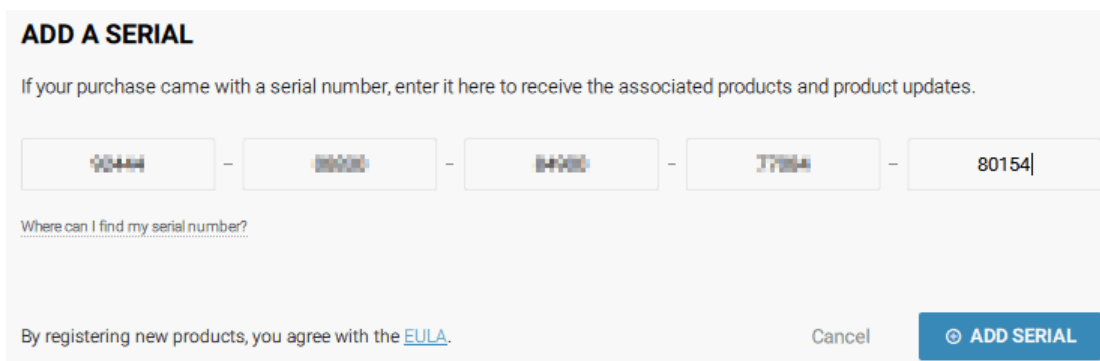 ADD A SERIAL
If your purchase came with a serial number, enter it here to receive the associated products and product updates.
– – – – 80154
Where can I find my serial number?
By registering new products, you agree with the EULA. Cancel ADD SERIAL